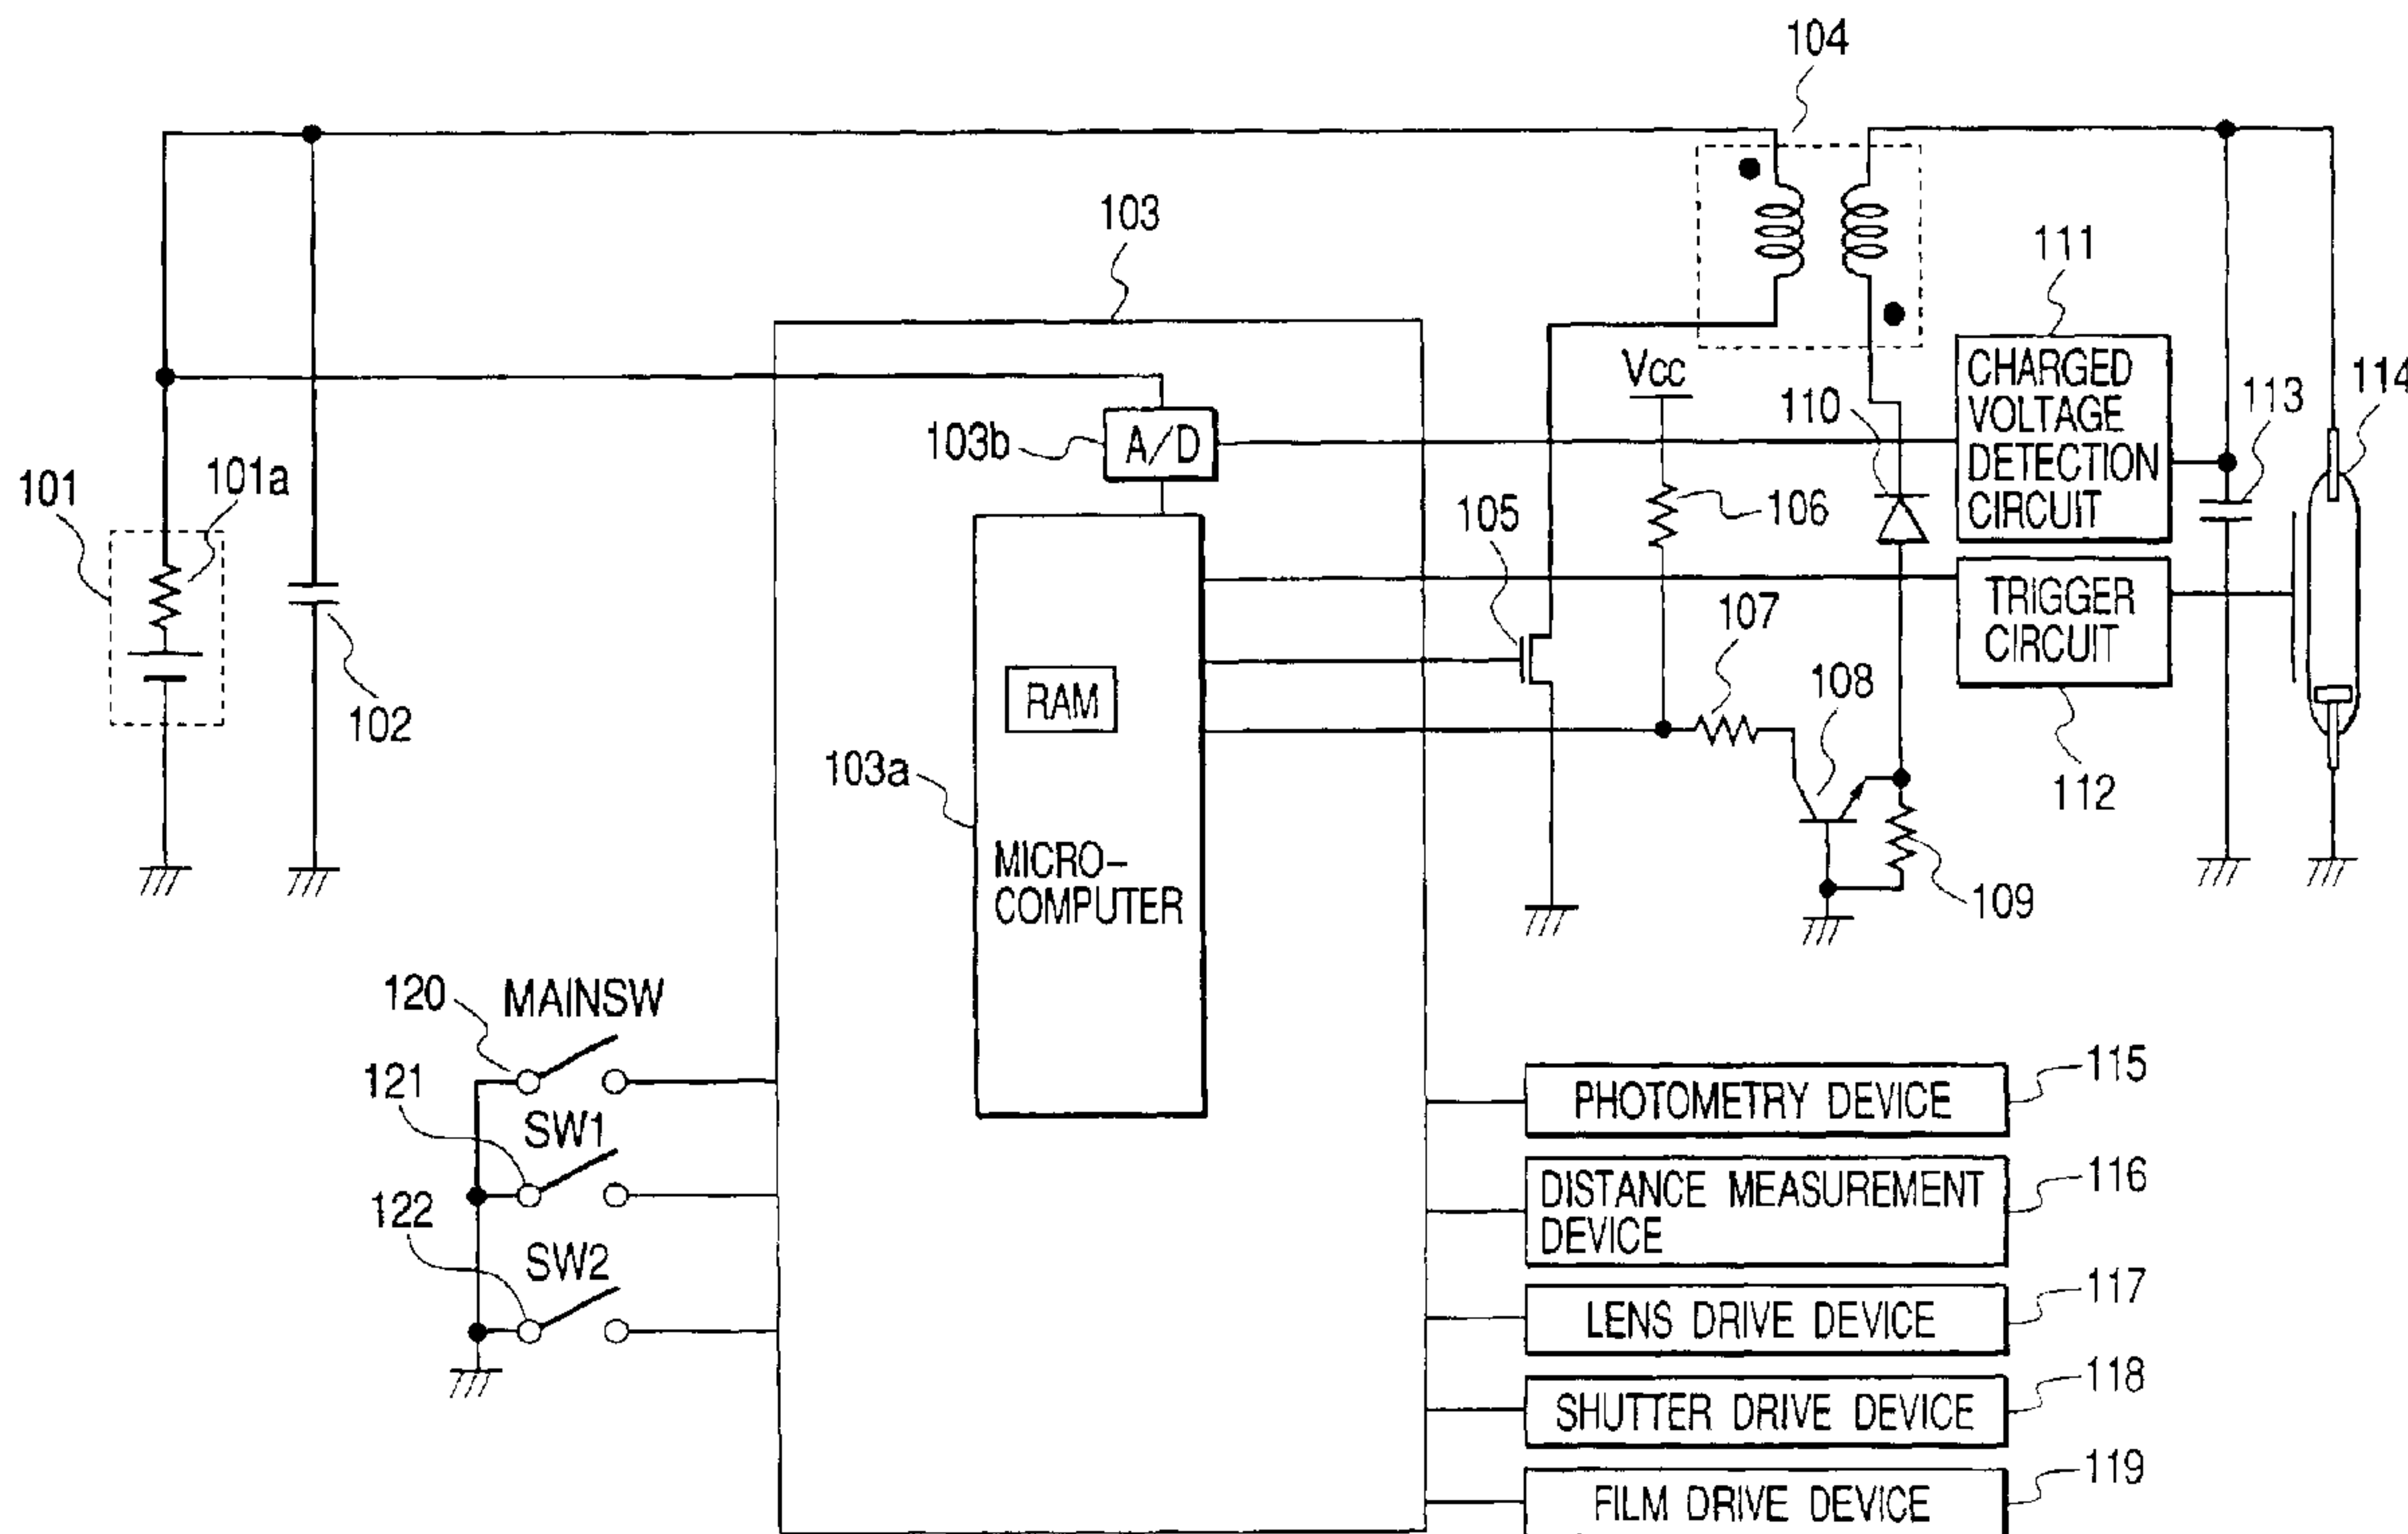 104
103
111
CHARGED
VOLTAGE
DETECTION
CIRCUIT
Vcc
110
113
114
103b
A/D
101
101a
105
106
107
TRIGGER
CIRCUIT
102
RAM
108
112
103a
MICRO-
COMPUTER
109
120
MAINSW
121
SW1
122
SW2
PHOTOMETRY DEVICE
115
DISTANCE MEASUREMENT
DEVICE
116
LENS DRIVE DEVICE
117
SHUTTER DRIVE DEVICE
118
FILM DRIVE DEVICE
119